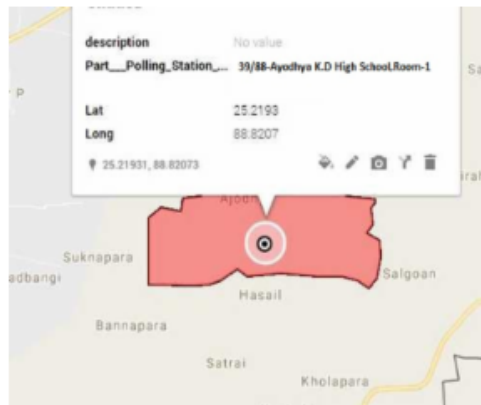 description No value
Part__Polling_Station_... 39/88-Ayodhya K.D High School,Room-1
Lat 25.2193
Long 88.8207
25.21931, 88.82073
Suknapara
Salgoan
Hasail
Bannapara
Satrai
Kholapara